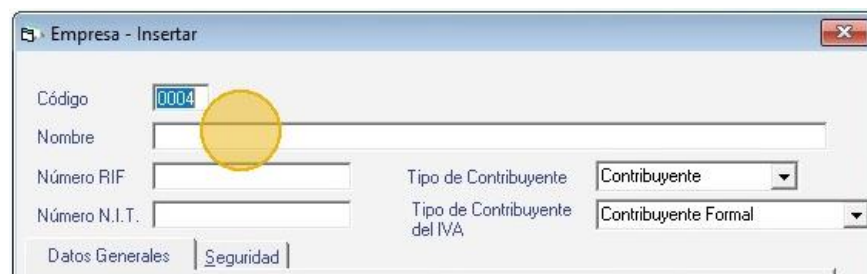 Empresa - Insertar
Código 0004
Nombre
Número RIF Tipo de Contribuyente Contribuyente
Número N.I.T. Tipo de Contribuyente del IVA Contribuyente Formal
Datos Generales Seguridad